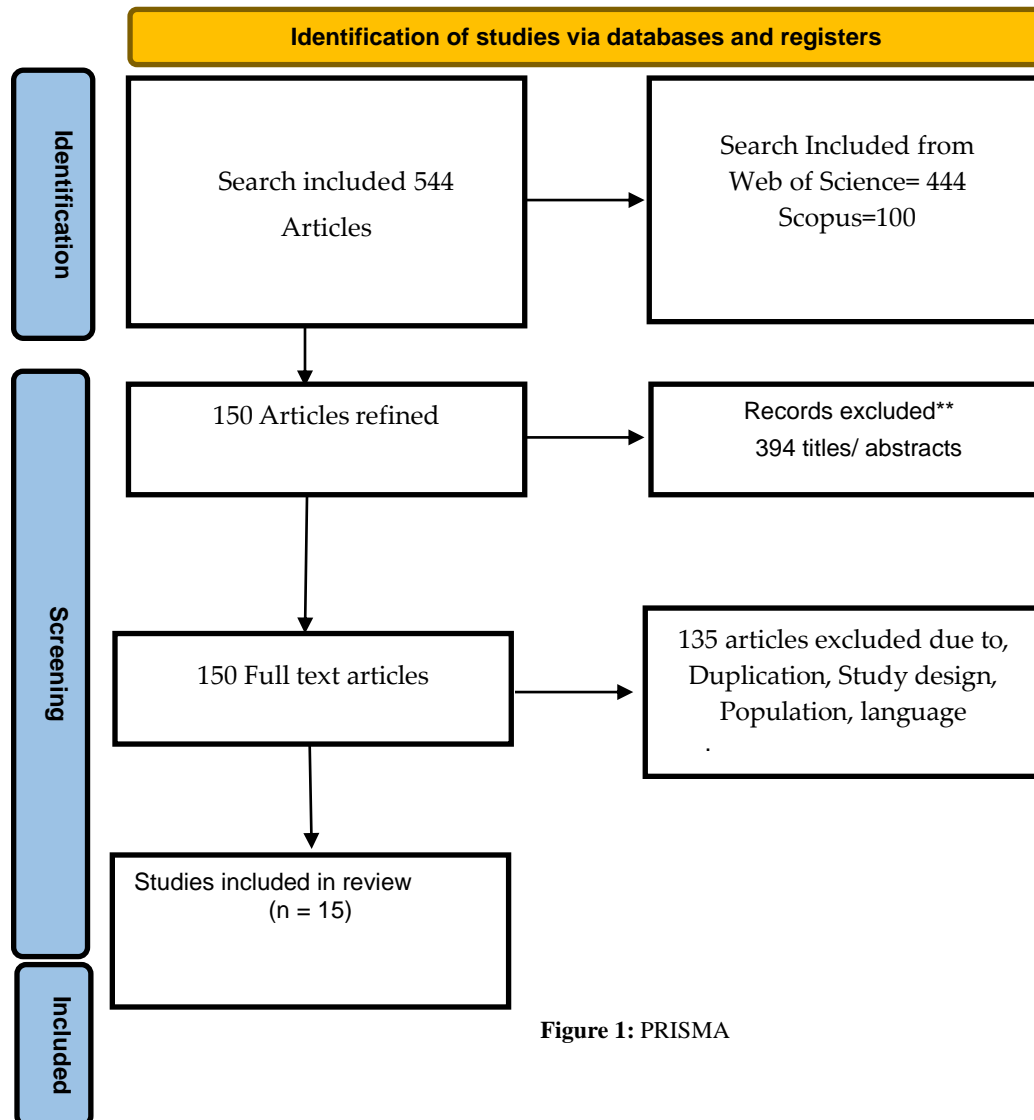 Identification of studies via databases and registers
Identification
Search included 544
Articles
Search Included from
Web of Science= 444
Scopus=100
Screening
150 Articles refined
Records excluded**
394 titles/ abstracts
150 Full text articles
135 articles excluded due to,
Duplication, Study design,
Population, language
.
Studies included in review
(n = 15)
Included
Figure 1: PRISMA